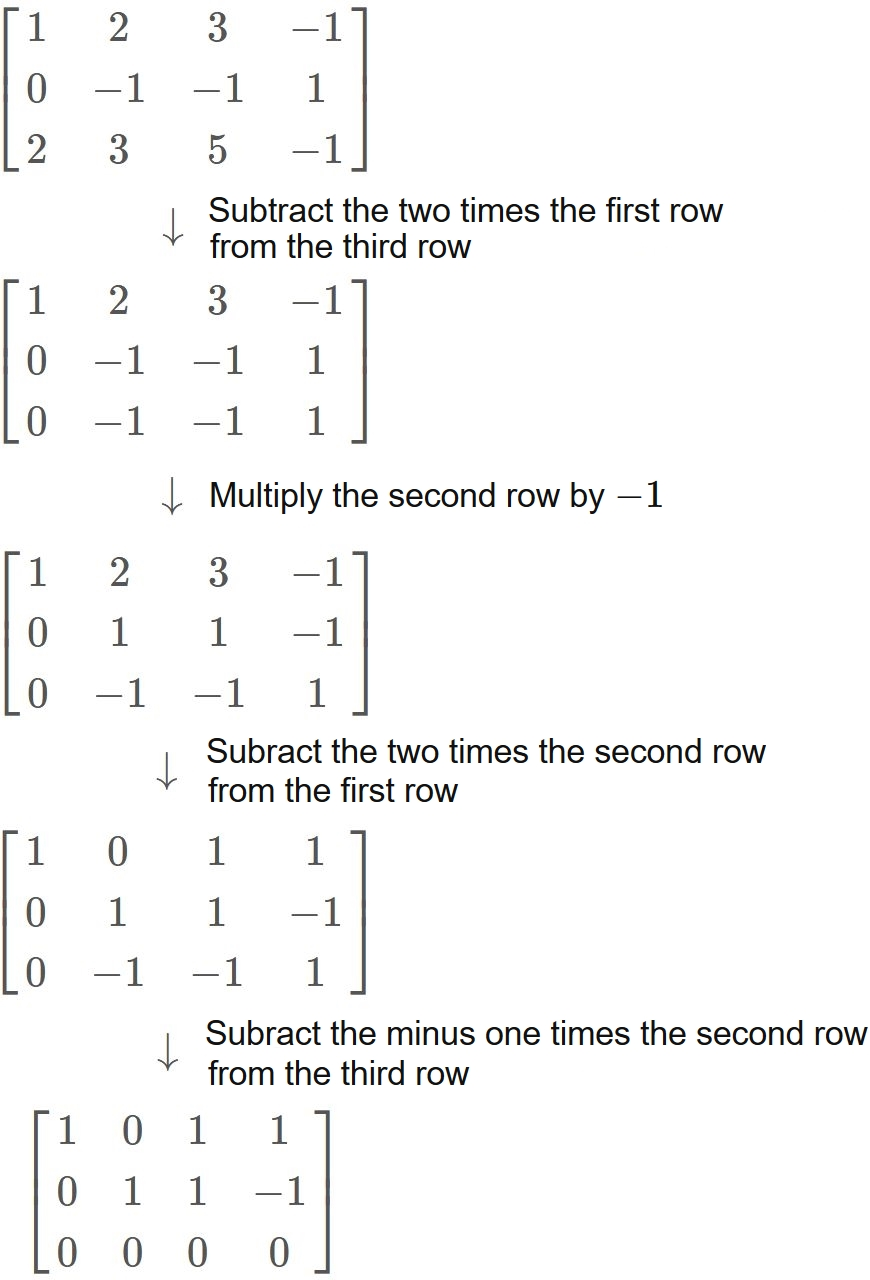 1 2 3 −1
0 −1 −1 1
2 3 5 −1
↓ Subtract the two times the first row
from the third row
1 2 3 −1
0 −1 −1 1
0 −1 −1 1
↓ Multiply the second row by −1
1 2 3 −1
0 1 1 −1
0 −1 −1 1
↓ Subract the two times the second row
from the first row
1 0 1 1
0 1 1 −1
0 −1 −1 1
↓ Subract the minus one times the second row
from the third row
1 0 1 1
0 1 1 −1
0 0 0 0